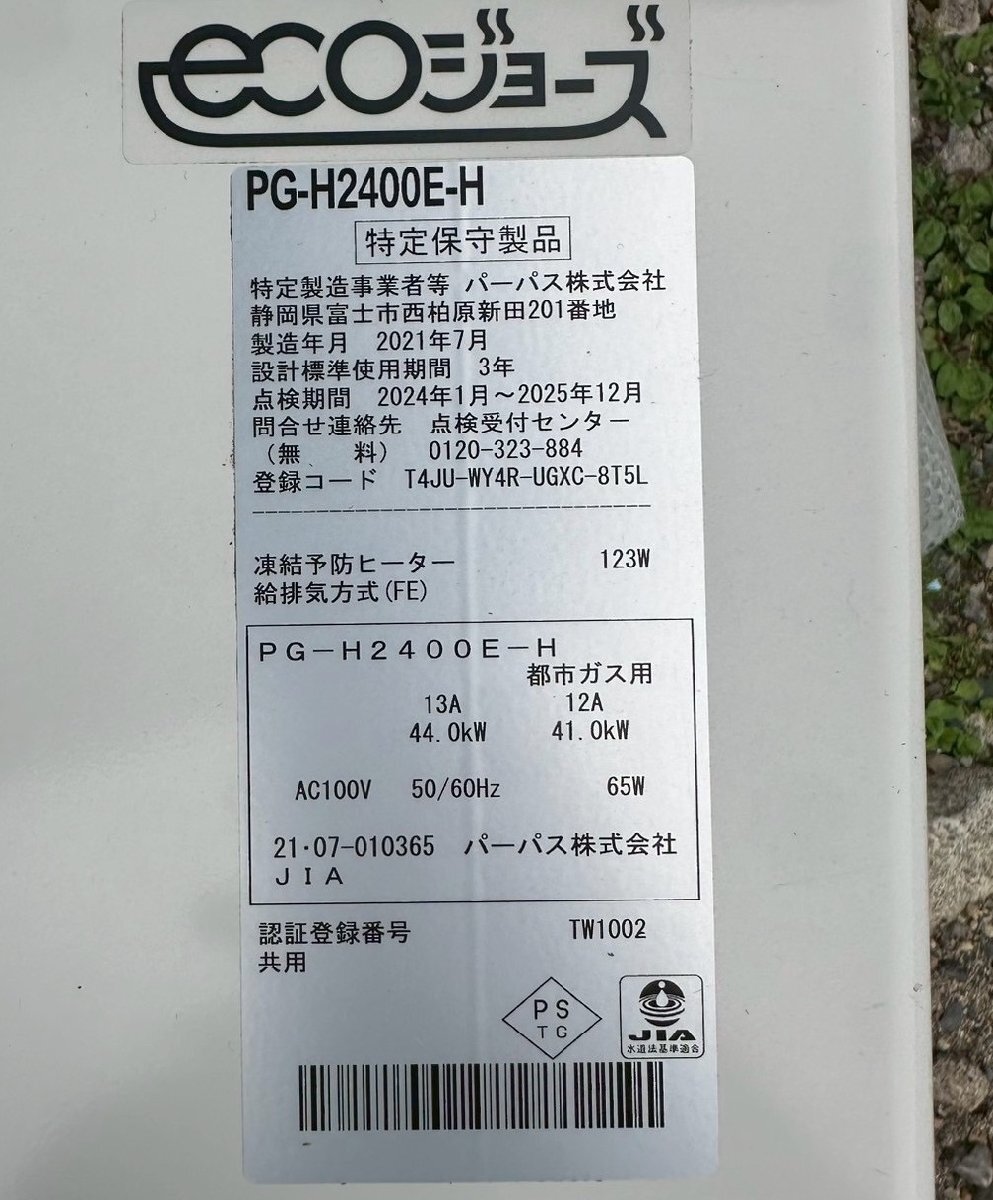 ecoジョーズ
PG-H2400E-H
特定保守製品
特定製造事業者等 パーパス株式会社
静岡県富士市西柏原新田201番地
製造年月 2021年7月
設計標準使用期間 3年
点検期間 2024年1月～2025年12月
問合せ連絡先 点検受付センター
（無 料） 0120-323-884
登録コード T4JU-WY4R-UGXC-8T5L
凍結予防ヒーター 123W
給排気方式(FE)
PG-H2400E-H
都市ガス用
13A 12A
44.0kW 41.0kW
AC100V 50/60Hz 65W
21・07-010365 パーパス株式会社
JIA
認証登録番号 TW1002
共用
PS
TC
JIA
水道法基準適合